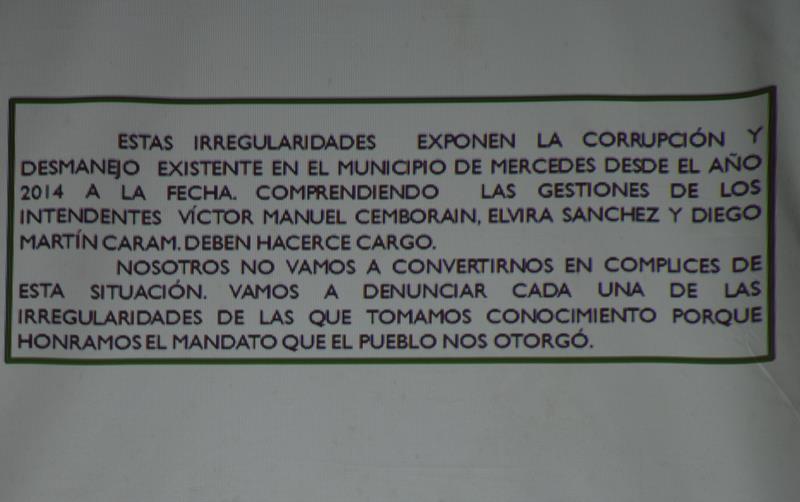 ESTAS IRREGULARIDADES EXPONEN LA CORRUPCIÓN Y
DESMANEJO EXISTENTE EN EL MUNICIPIO DE MERCEDES DESDE EL AÑO
2014 A LA FECHA. COMPRENDIENDO LAS GESTIONES DE LOS
INTENDENTES VÍCTOR MANUEL CEMBORAIN, ELVIRA SANCHEZ Y DIEGO
MARTÍN CARAM. DEBEN HACERCE CARGO.
NOSOTROS NO VAMOS A CONVERTIRNOS EN COMPLICES DE
ESTA SITUACIÓN. VAMOS A DENUNCIAR CADA UNA DE LAS
IRREGULARIDADES DE LAS QUE TOMAMOS CONOCIMIENTO PORQUE
HONRAMOS EL MANDATO QUE EL PUEBLO NOS OTORGÓ.